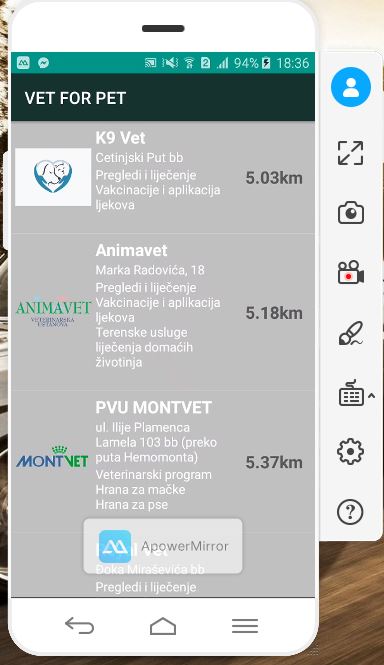 94% 18:36
VET FOR PET
K9 Vet
Cetinjski Put bb
Pregledi i liječenje
Vakcinacije i aplikacija
ljekova
5.03km
Animavet
Marka Radovića, 18
Pregledi i liječenje
Vakcinacije i aplikacija
ljekova
Terenske usluge
liječenja domaćih
životinja
ANIMAVET
VETERINARSKA
USTANOVA
5.18km
PVU MONTVET
ul. Ilije Plamenca
Lamela 103 bb (preko
puta Hemomonta)
Veterinarski program
Hrana za mačke
Hrana za pse
MONTVET
5.37km
ApowerMirror
Đoka Miraševića bb
Pregledi i liječenje